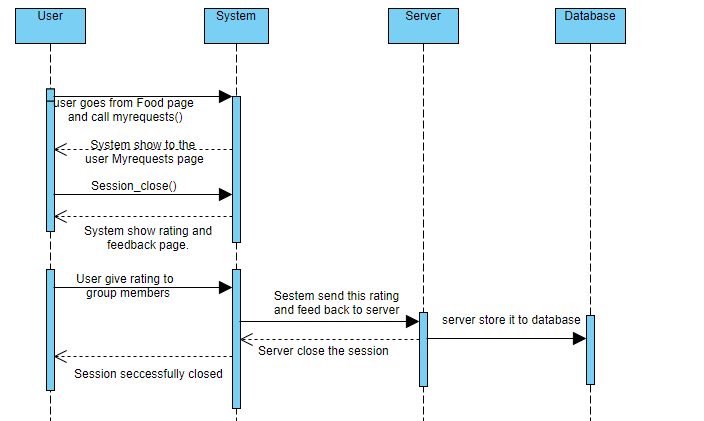 User
System
Server
Database
user goes from Food page
and call myrequests()
System show to the
user Myrequests page
Session_close()
System show rating and
feedback page.
User give rating to
group members
Sestem send this rating
and feed back to server
server store it to database
Server close the session
Session seccessfully closed